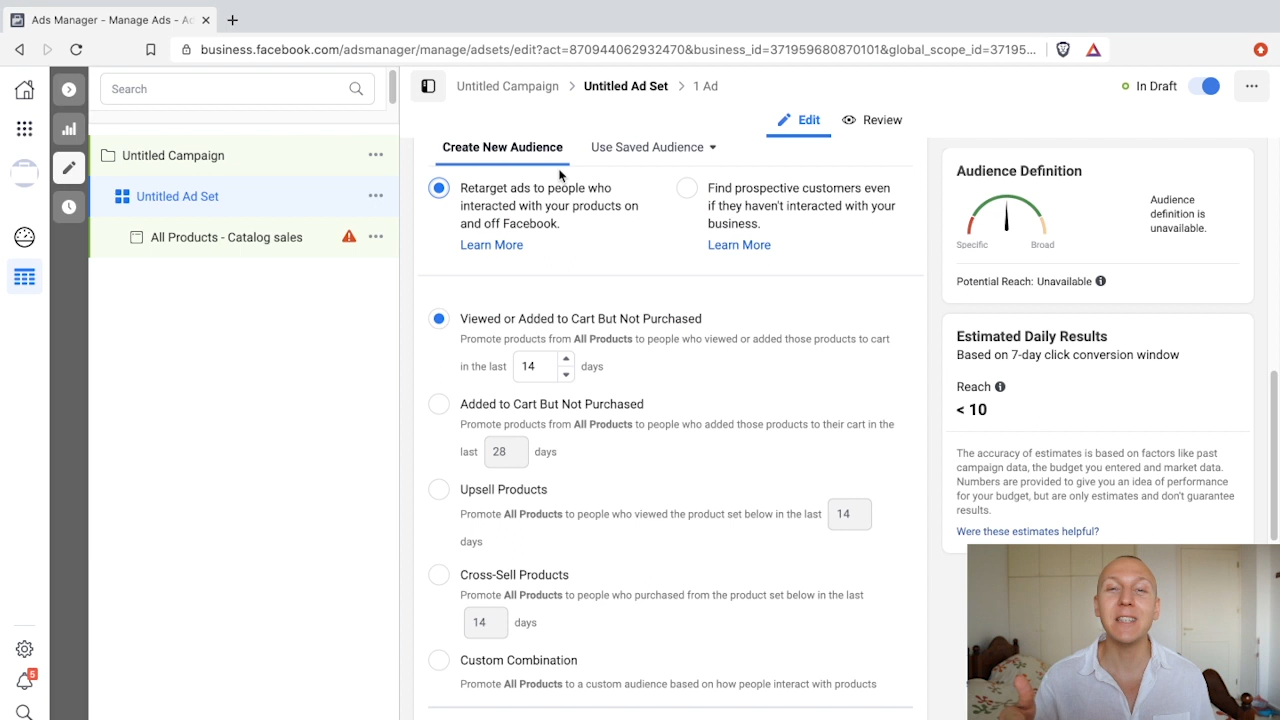 Ads Manager - Manage Ads - Ac
business.facebook.com/adsmanager/manage/adsets/edit?act=870944062932470&business_id=371959680870101&global_scope_id=37195...
Search
Untitled Campaign
Untitled Ad Set
All Products - Catalog sales
5
Untitled Campaign > Untitled Ad Set > 1 Ad
In Draft
Edit
Review
Create New Audience
Use Saved Audience
Retarget ads to people who
interacted with your products on
and off Facebook.
Learn More
Find prospective customers even
if they haven't interacted with your
business.
Learn More
Viewed or Added to Cart But Not Purchased
Promote products from All Products to people who viewed or added those products to cart
in the last 14 days
Added to Cart But Not Purchased
Promote products from All Products to people who added those products to their cart in the
last 28 days
Upsell Products
Promote All Products to people who viewed the product set below in the last 14
days
Cross-Sell Products
Promote All Products to people who purchased from the product set below in the last
14 days
Custom Combination
Promote All Products to a custom audience based on how people interact with products
Audience Definition
Specific
Broad
Audience
definition is
unavailable.
Potential Reach: Unavailable
Estimated Daily Results
Based on 7-day click conversion window
Reach
< 10
The accuracy of estimates is based on factors like past
campaign data, the budget you entered and market data.
Numbers are provided to give you an idea of performance
for your budget, but are only estimates and don't guarantee
results.
Were these estimates helpful?